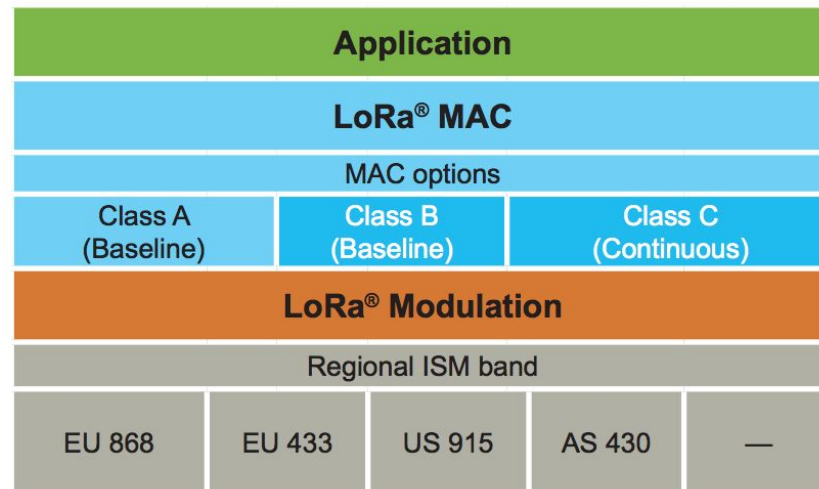 Application
LoRa® MAC
MAC options
Class A
(Baseline)
Class B
(Baseline)
Class C
(Continuous)
LoRa® Modulation
Regional ISM band
EU 868
EU 433
US 915
AS 430
—